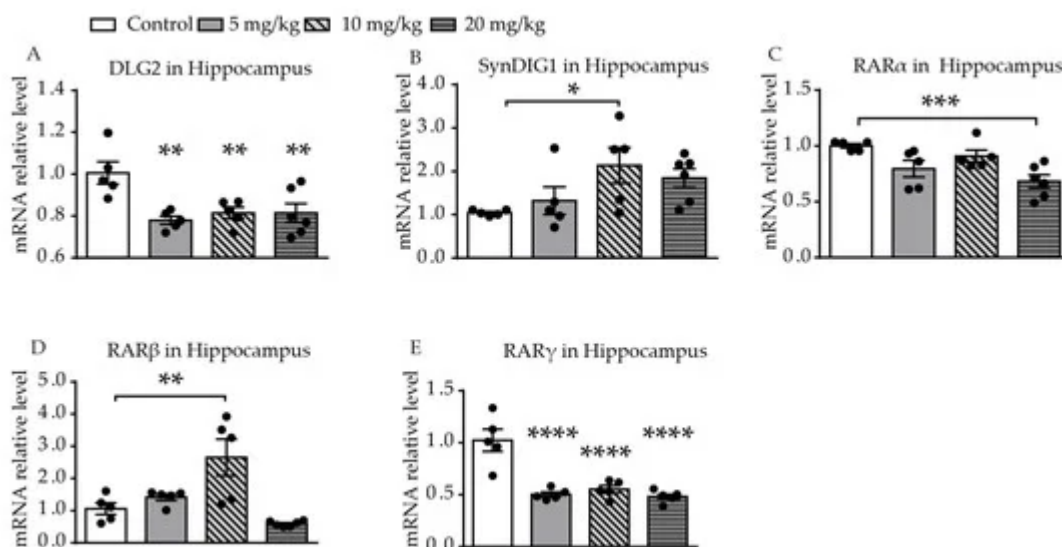 Control 5 mg/kg 10 mg/kg 20 mg/kg
A
DLG2 in Hippocampus
mRNA relative level
1.4
1.2
1.0
0.8
0.6
** ** **
B
SynDIG1 in Hippocampus
mRNA relative level
4.0
3.0
2.0
1.0
0.0
*
C
RARα in Hippocampus
mRNA relative level
1.5
1.0
0.5
0.0
***
D
RARβ in Hippocampus
mRNA relative level
5.0
4.0
3.0
2.0
1.0
0.0
**
E
RARγ in Hippocampus
mRNA relative level
1.5
1.0
0.5
0.0
**** **** ****